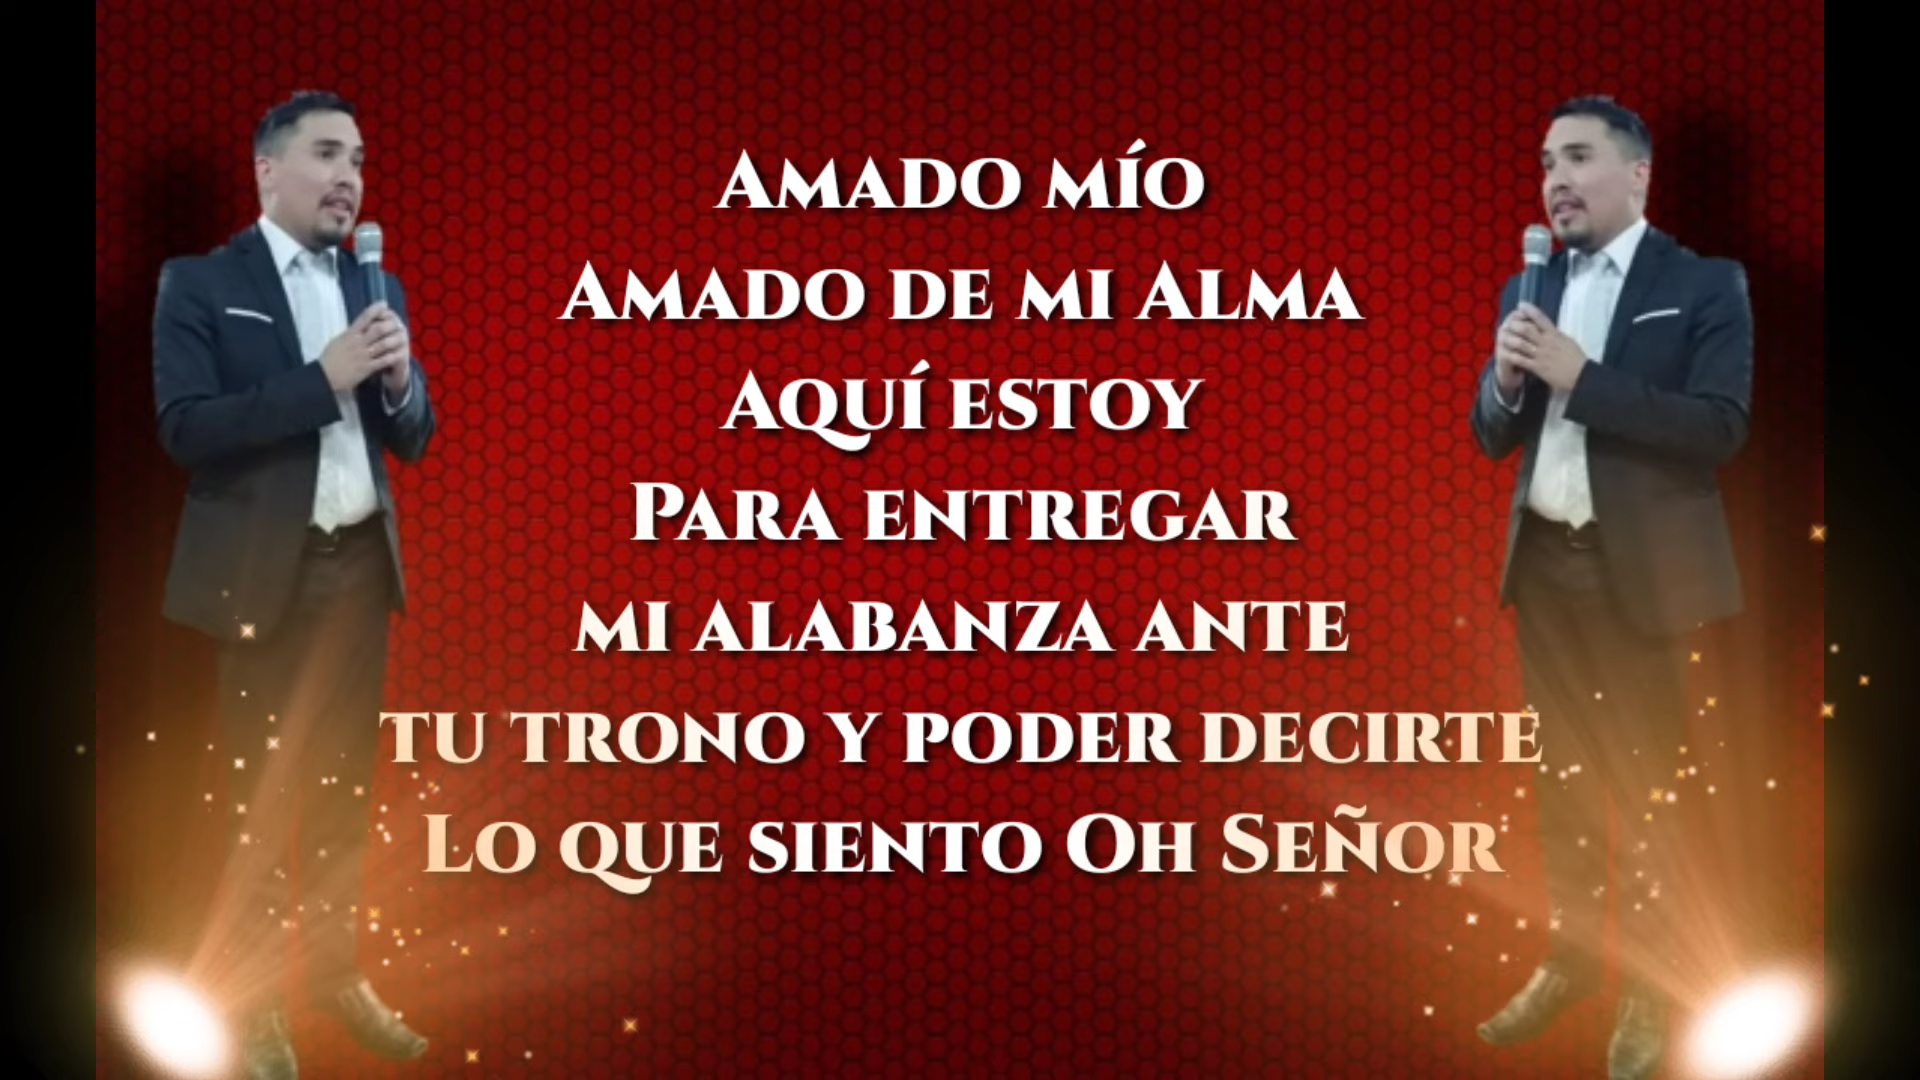 Amado mío
Amado de mi Alma
Aquí estoy
Para entregar
mi alabanza ante
tu trono y poder decirte
Lo que siento Oh Señor